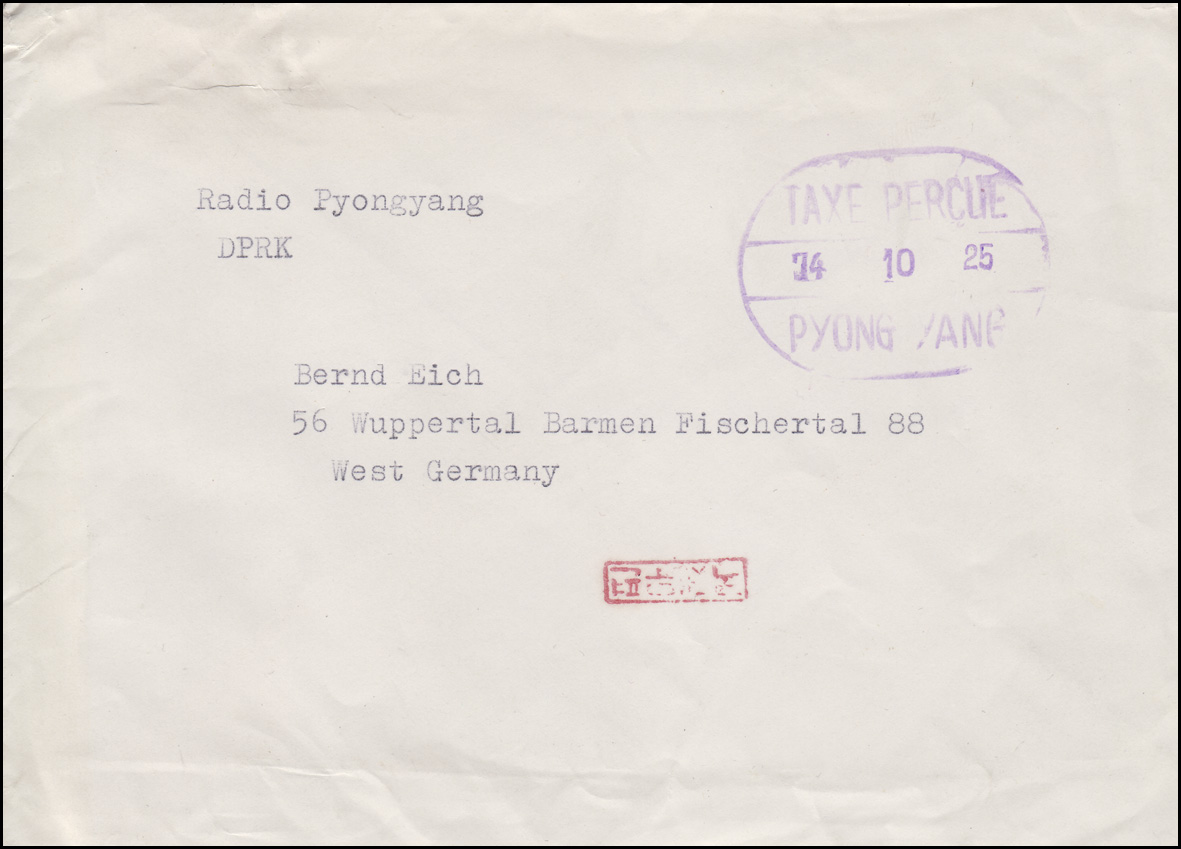 Radio Pyongyang
DPRK
TAXE PERÇUE
74 10 25
PYONG YANG
Bernd Eich
56 Wuppertal Barmen Fischertal 88
West Germany